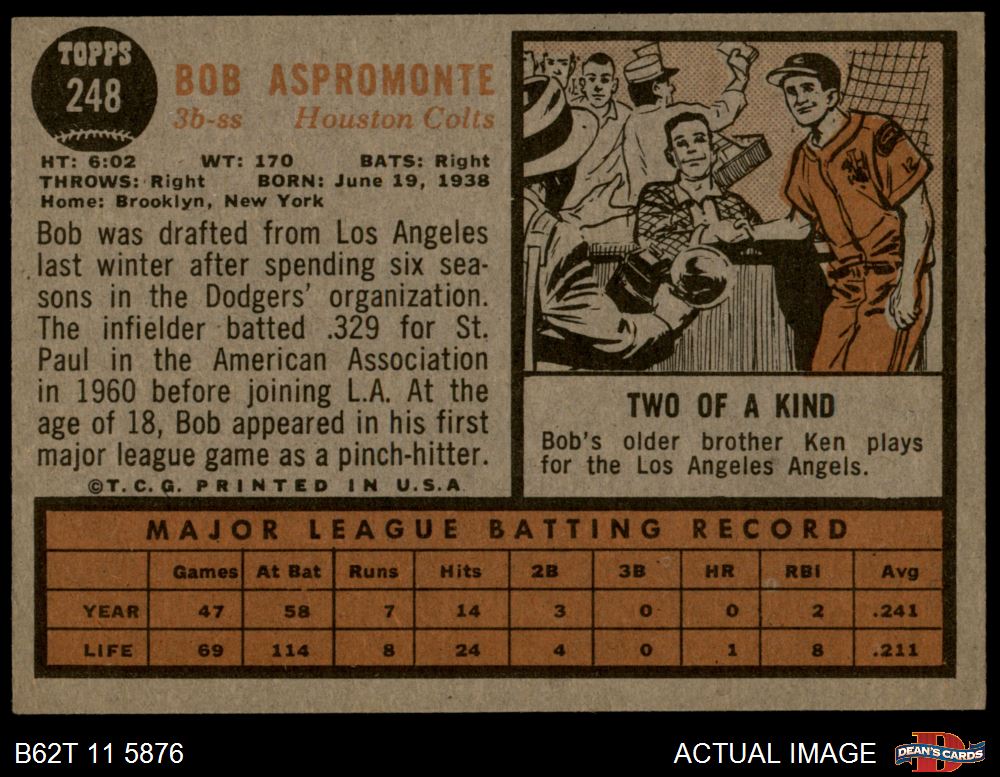 TOPPS
248
BOB ASPROMONTE
3b-ss Houston Colts
HT: 6:02 WT: 170 BATS: Right
THROWS: Right BORN: June 19, 1938
Home: Brooklyn, New York
Bob was drafted from Los Angeles
last winter after spending six sea-
sons in the Dodgers' organization.
The infielder batted .329 for St.
Paul in the American Association
in 1960 before joining L.A. At the
age of 18, Bob appeared in his first
major league game as a pinch-hitter.
©T.C.G. PRINTED IN U.S.A.
12
TWO OF A KIND
Bob's older brother Ken plays
for the Los Angeles Angels.
MAJOR LEAGUE BATTING RECORD
Games At Bat Runs Hits 2B 3B HR RBI Avg
YEAR 47 58 7 14 3 0 0 2 .241
LIFE 69 114 8 24 4 0 1 8 .211
B62T 11 5876
ACTUAL IMAGE
D
DEAN'S CARDS